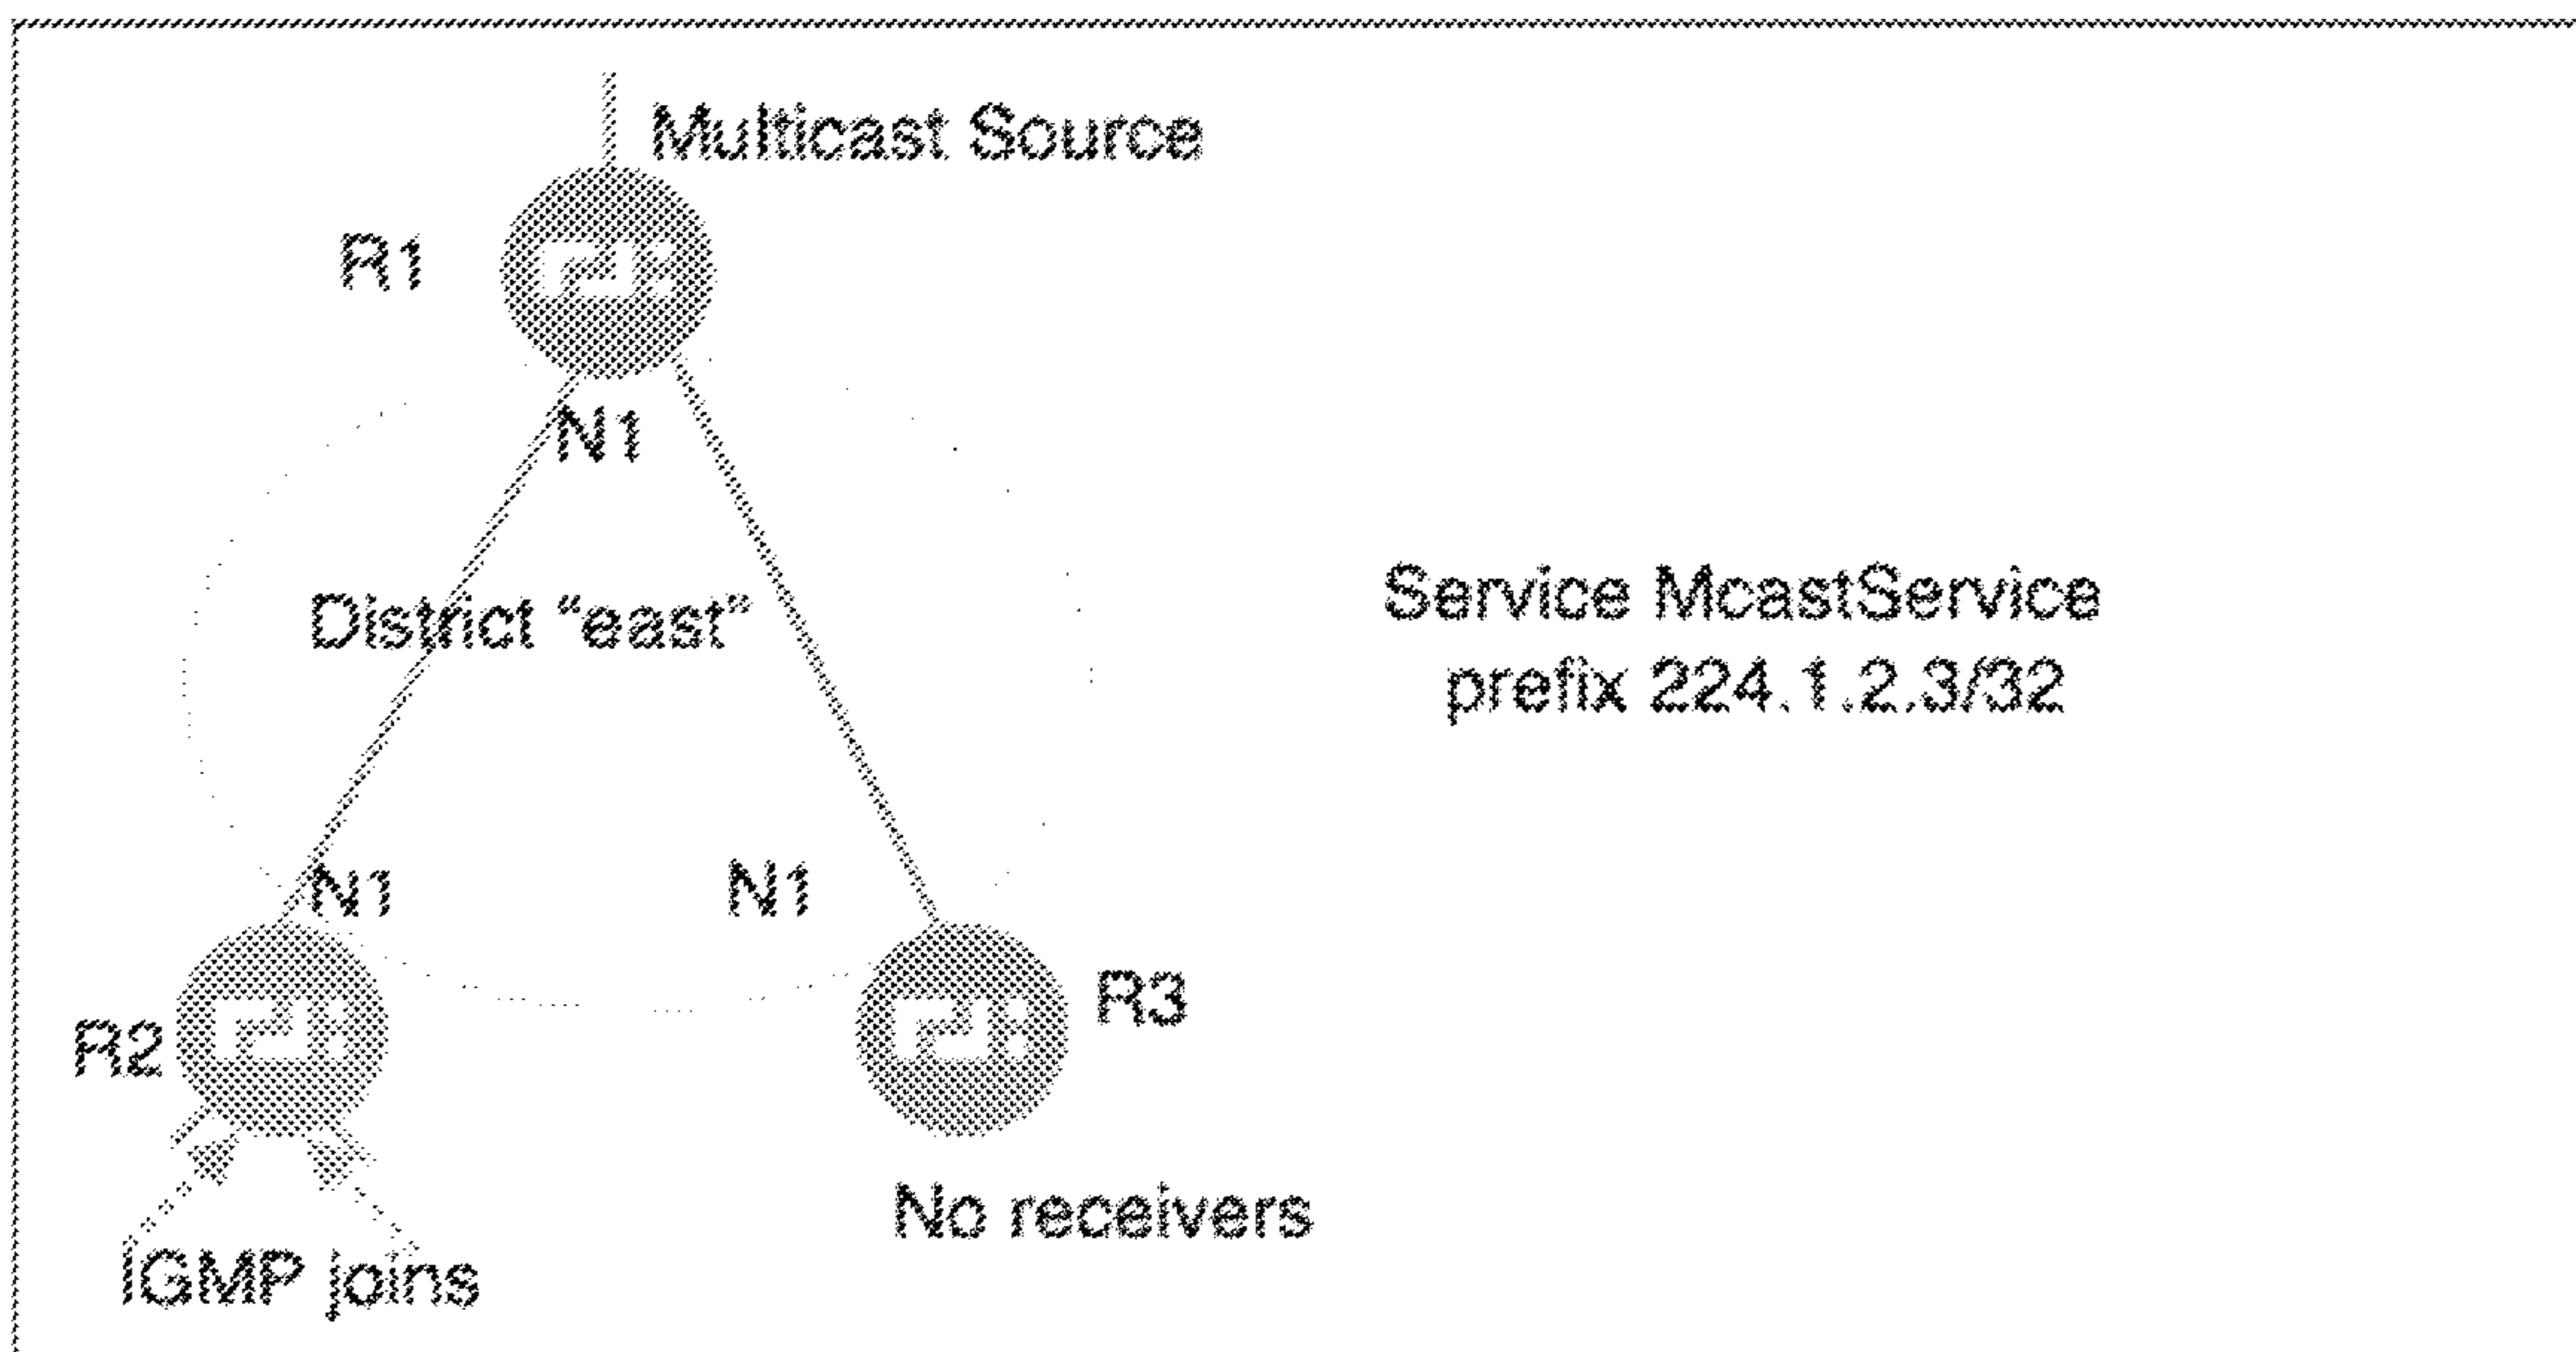 Multicast Source
R1
N1
District “east”
Service McastService
prefix 224.1.2.3/32
N1
N1
R2
R3
No receivers
IGMP joins